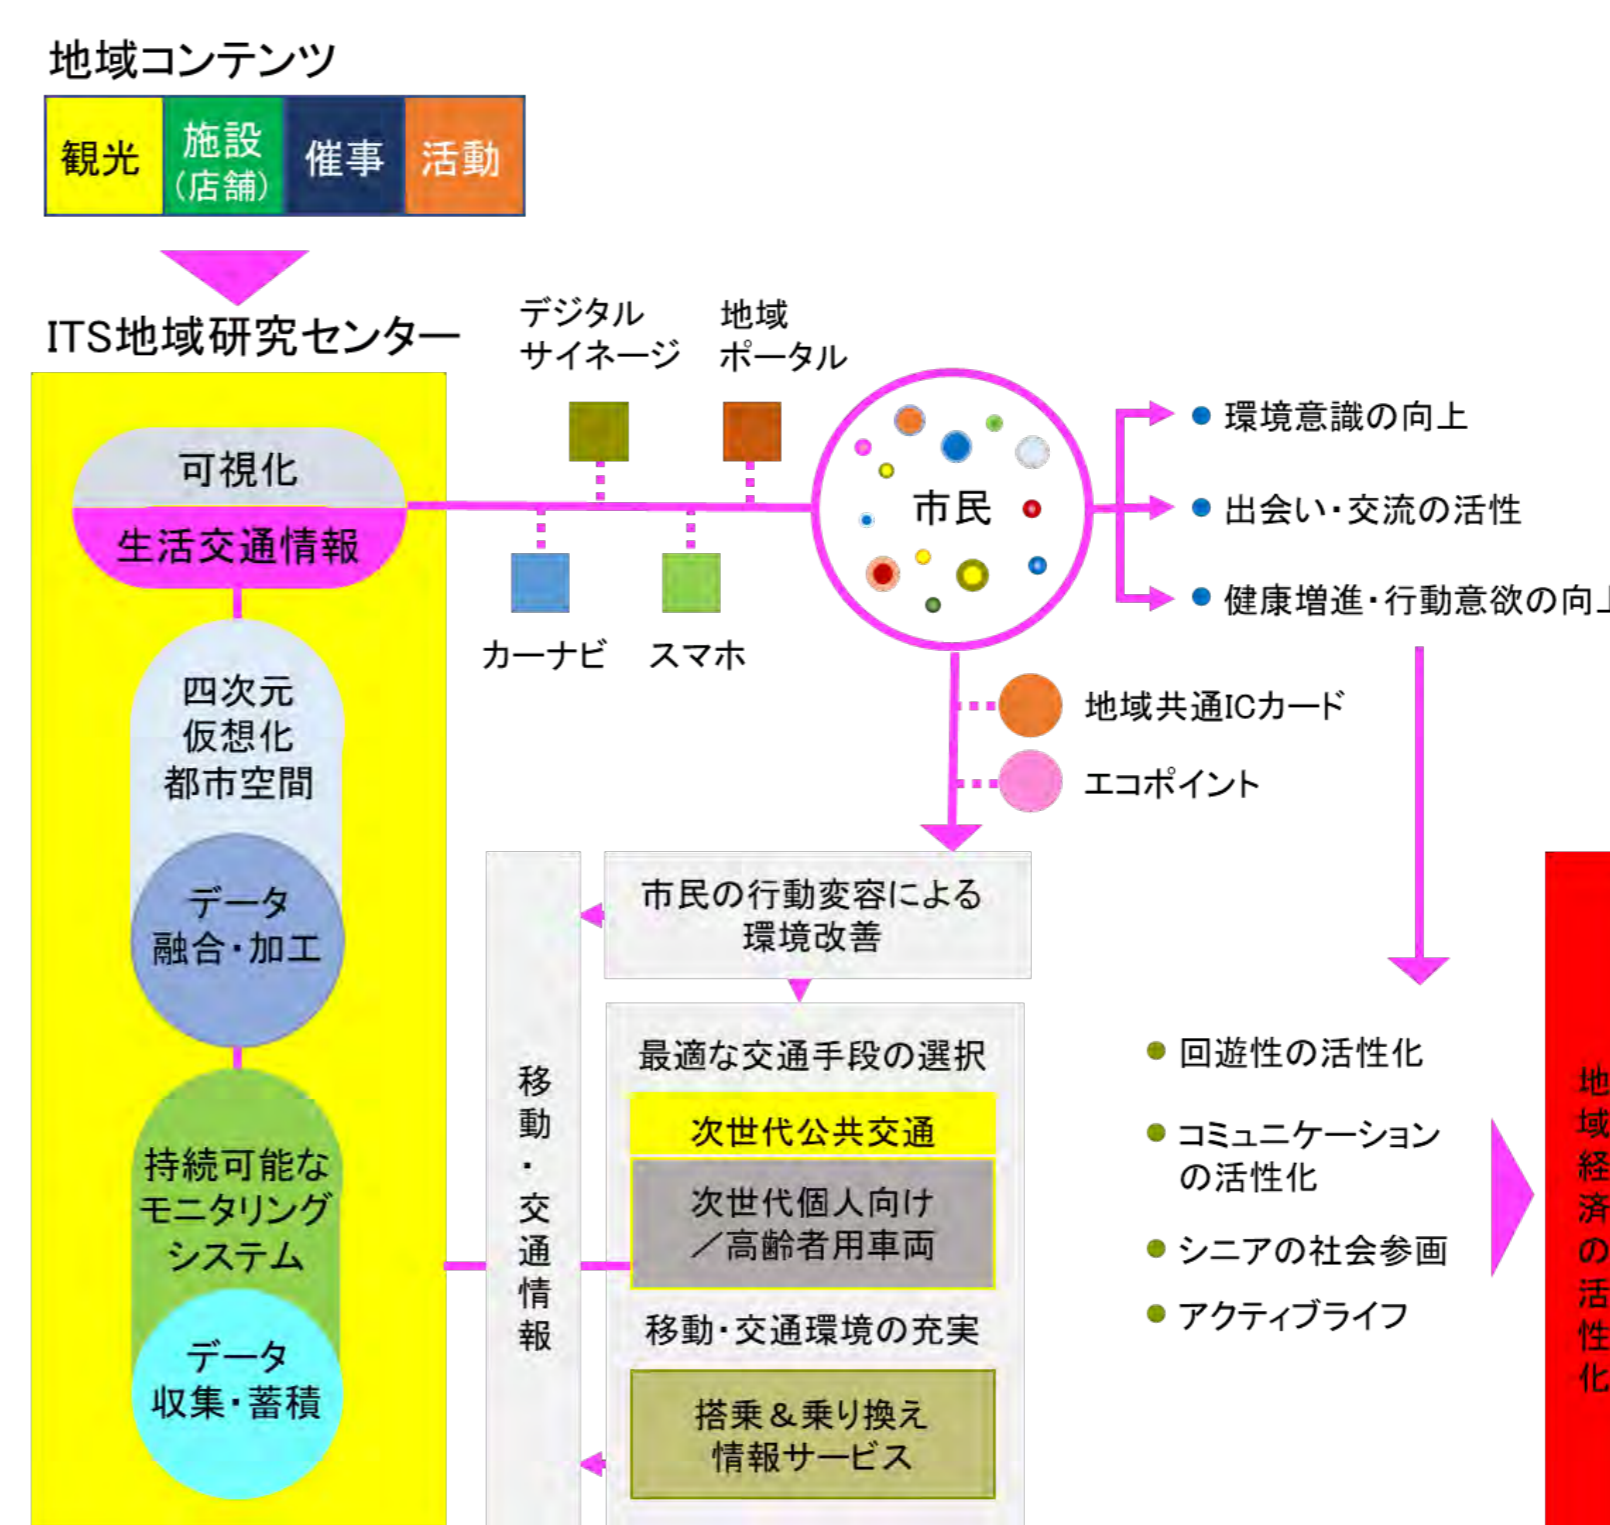 地域コンテンツ
観光
施設
(店舗)
催事
活動
ITS地域研究センター
可視化
生活交通情報
四次元
仮想化
都市空間
データ
融合・加工
持続可能な
モニタリング
システム
データ
収集・蓄積
デジタル
サイネージ
地域
ポータル
カーナビ
スマホ
市民
環境意識の向上
出会い・交流の活性
健康増進・行動意欲の向上
地域共通ICカード
エコポイント
市民の行動変容による
環境改善
移動・交通情報
最適な交通手段の選択
次世代公共交通
次世代個人向け
／高齢者用車両
移動・交通環境の充実
搭乗＆乗り換え
情報サービス
回遊性の活性化
コミュニケーション
の活性化
シニアの社会参画
アクティブライフ
地域経済の活性化